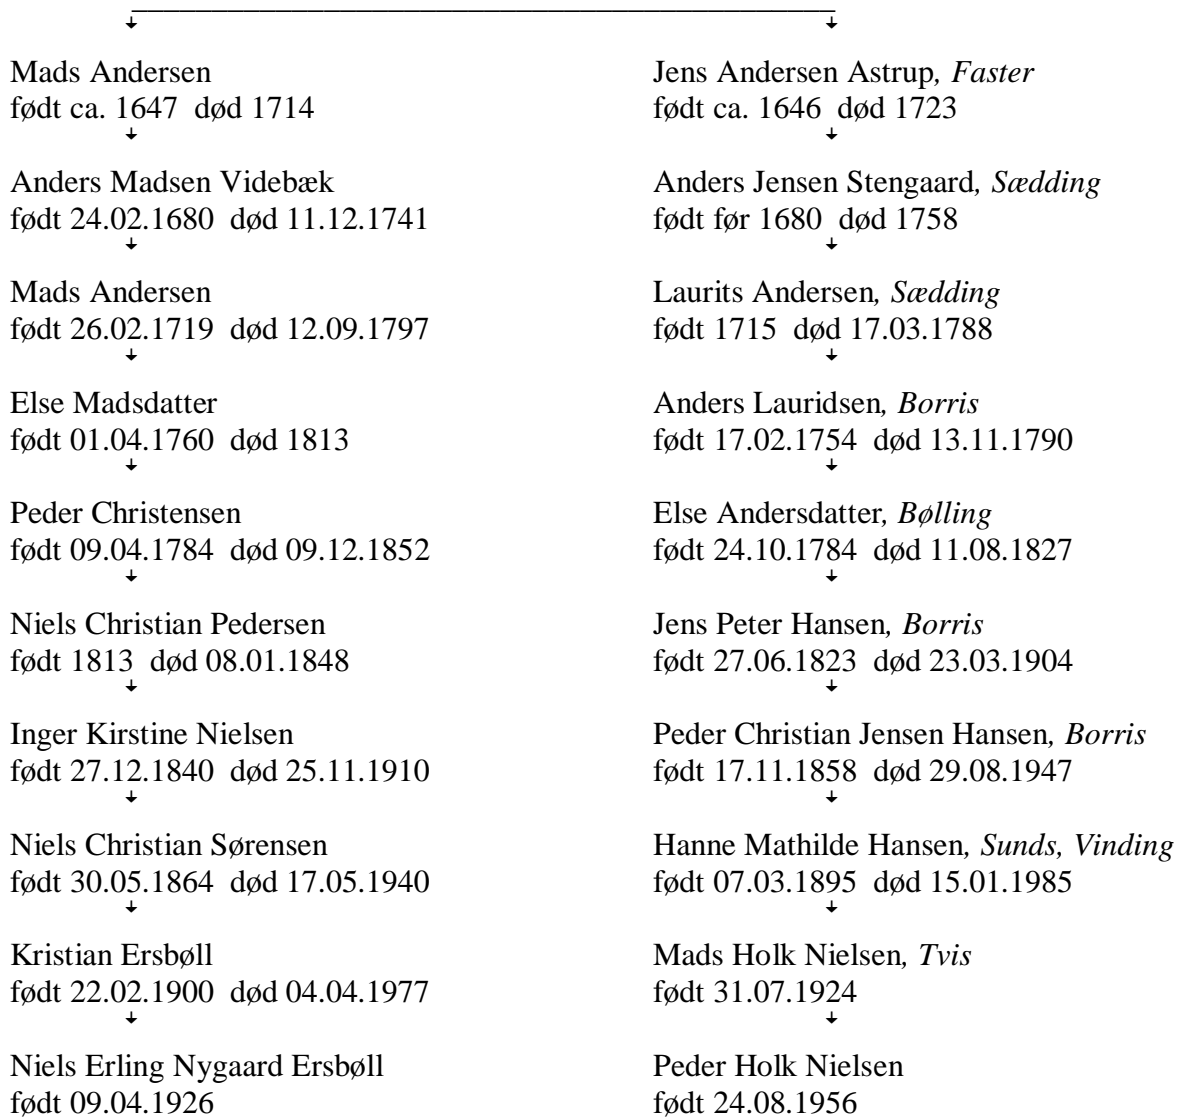 Mads Andersen
født ca. 1647  død 1714
Anders Madsen Videbæk
født 24.02.1680  død 11.12.1741
Mads Andersen
født 26.02.1719  død 12.09.1797
Else Madsdatter
født 01.04.1760  død 1813
Peder Christensen
født 09.04.1784  død 09.12.1852
Niels Christian Pedersen
født 1813  død 08.01.1848
Inger Kirstine Nielsen
født 27.12.1840  død 25.11.1910
Niels Christian Sørensen
født 30.05.1864  død 17.05.1940
Kristian Ersbøll
født 22.02.1900  død 04.04.1977
Niels Erling Nygaard Ersbøll
født 09.04.1926
Jens Andersen Astrup, Faster
født ca. 1646  død 1723
Anders Jensen Stengaard, Sædding
født før 1680  død 1758
Laurits Andersen, Sædding
født 1715  død 17.03.1788
Anders Lauridsen, Borris
født 17.02.1754  død 13.11.1790
Else Andersdatter, Bølling
født 24.10.1784  død 11.08.1827
Jens Peter Hansen, Borris
født 27.06.1823  død 23.03.1904
Peder Christian Jensen Hansen, Borris
født 17.11.1858  død 29.08.1947
Hanne Mathilde Hansen, Sunds, Vinding
født 07.03.1895  død 15.01.1985
Mads Holk Nielsen, Tvis
født 31.07.1924
Peder Holk Nielsen
født 24.08.1956